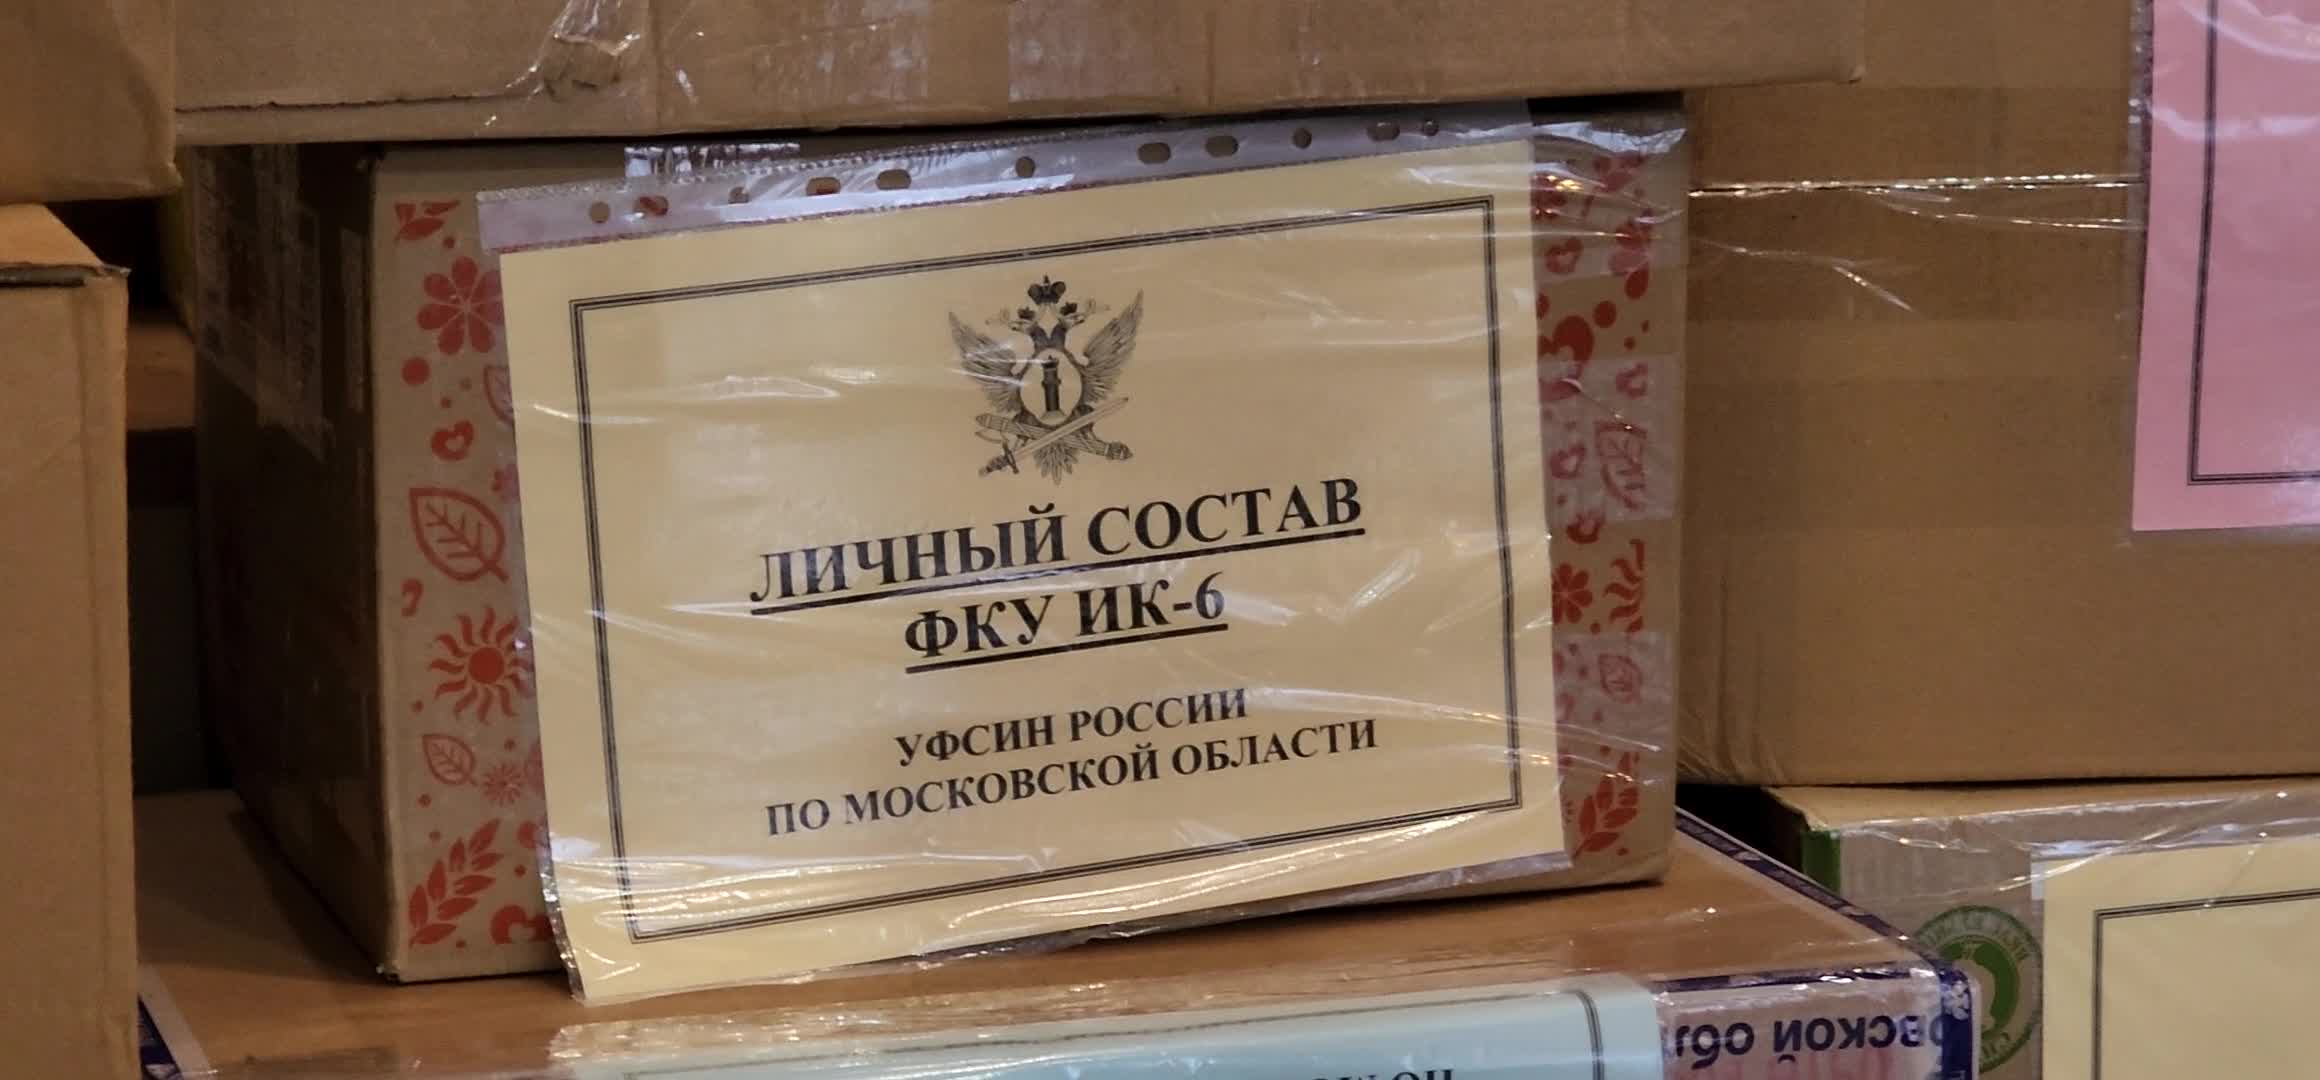 ЛИЧНЫЙ СОСТАВ
ФКУ ИК-6
УФСИН РОССИИ
ПО МОСКОВСКОЙ ОБЛАСТИ